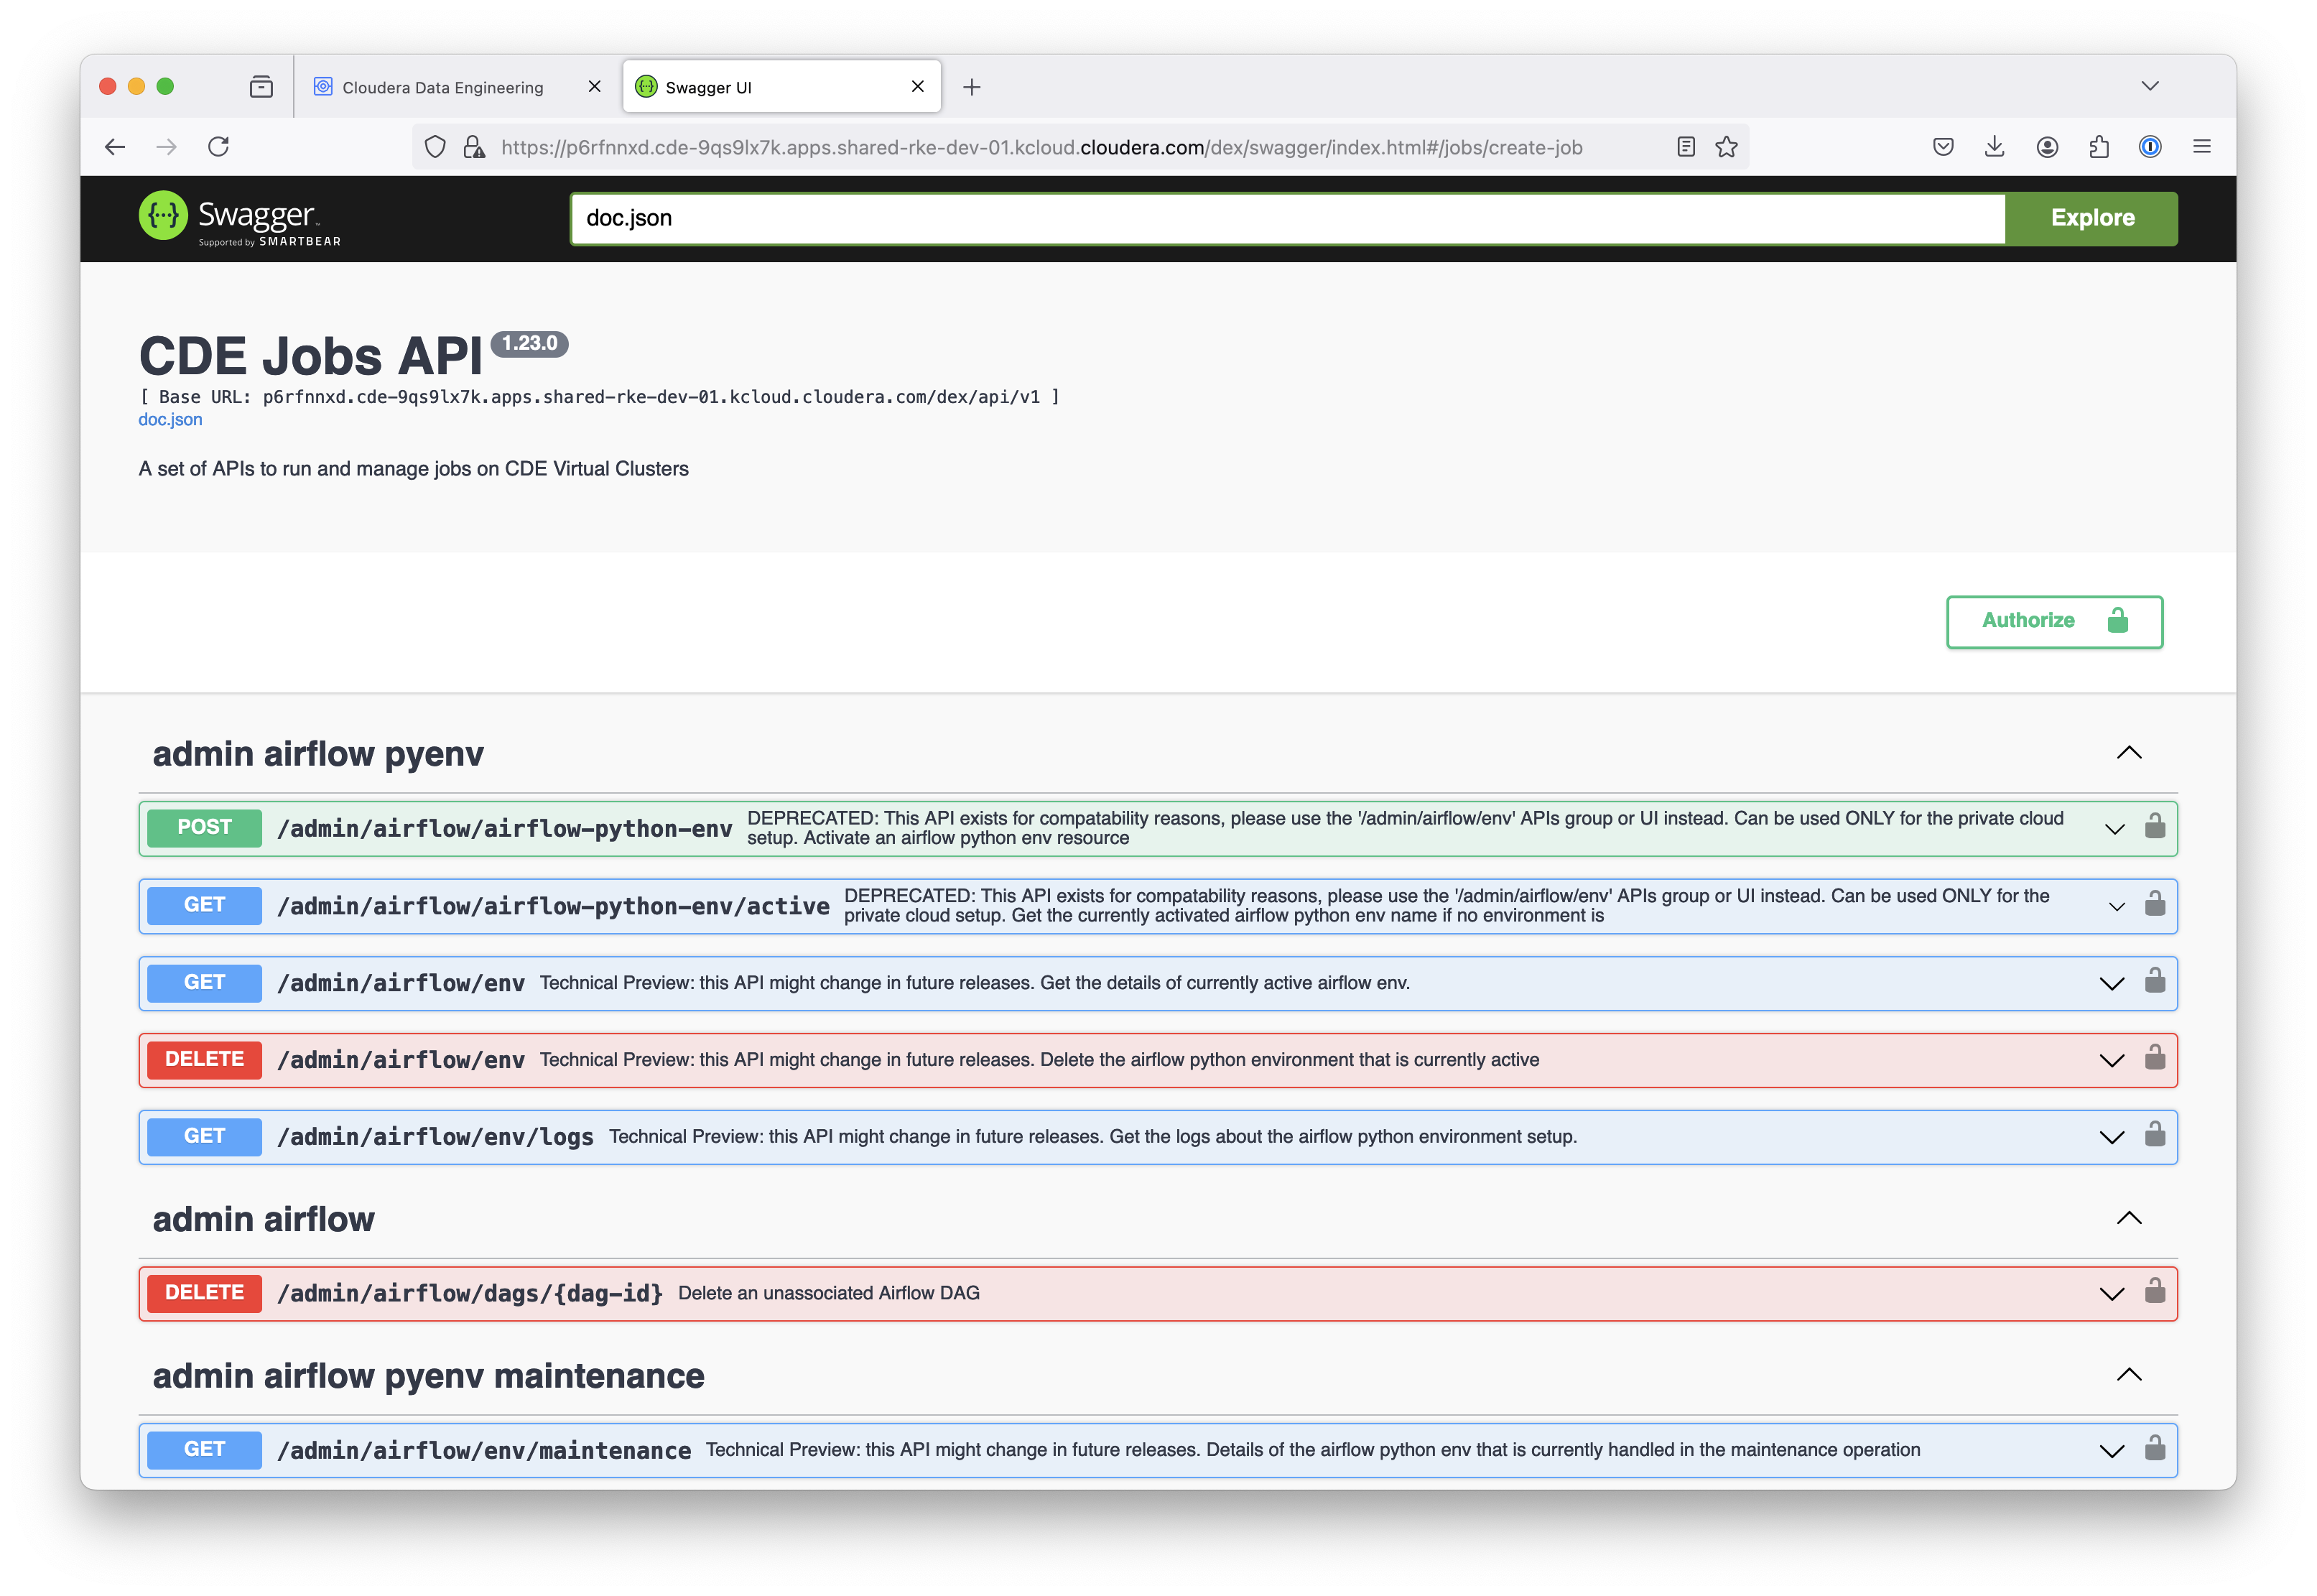 Cloudera Data Engineering
Swagger UI
https://p6rfnnxd.cde-9qs9lx7k.apps.shared-rke-dev-01.kcloud.cloudera.com/dex/swagger/index.html#/jobs/create-job
Swagger™
Supported by SMARTBEAR
doc.json
Explore
CDE Jobs API 1.23.0
[ Base URL: p6rfnnxd.cde-9qs9lx7k.apps.shared-rke-dev-01.kcloud.cloudera.com/dex/api/v1 ]
doc.json
A set of APIs to run and manage jobs on CDE Virtual Clusters
Authorize
admin airflow pyenv
POST /admin/airflow/airflow-python-env DEPRECATED: This API exists for compatability reasons, please use the '/admin/airflow/env' APIs group or UI instead. Can be used ONLY for the private cloud
setup. Activate an airflow python env resource
GET /admin/airflow/airflow-python-env/active DEPRECATED: This API exists for compatability reasons, please use the '/admin/airflow/env' APIs group or UI instead. Can be used ONLY for the
private cloud setup. Get the currently activated airflow python env name if no environment is
GET /admin/airflow/env Technical Preview: this API might change in future releases. Get the details of currently active airflow env.
DELETE /admin/airflow/env Technical Preview: this API might change in future releases. Delete the airflow python environment that is currently active
GET /admin/airflow/env/logs Technical Preview: this API might change in future releases. Get the logs about the airflow python environment setup.
admin airflow
DELETE /admin/airflow/dags/{dag-id} Delete an unassociated Airflow DAG
admin airflow pyenv maintenance
GET /admin/airflow/env/maintenance Technical Preview: this API might change in future releases. Details of the airflow python env that is currently handled in the maintenance operation